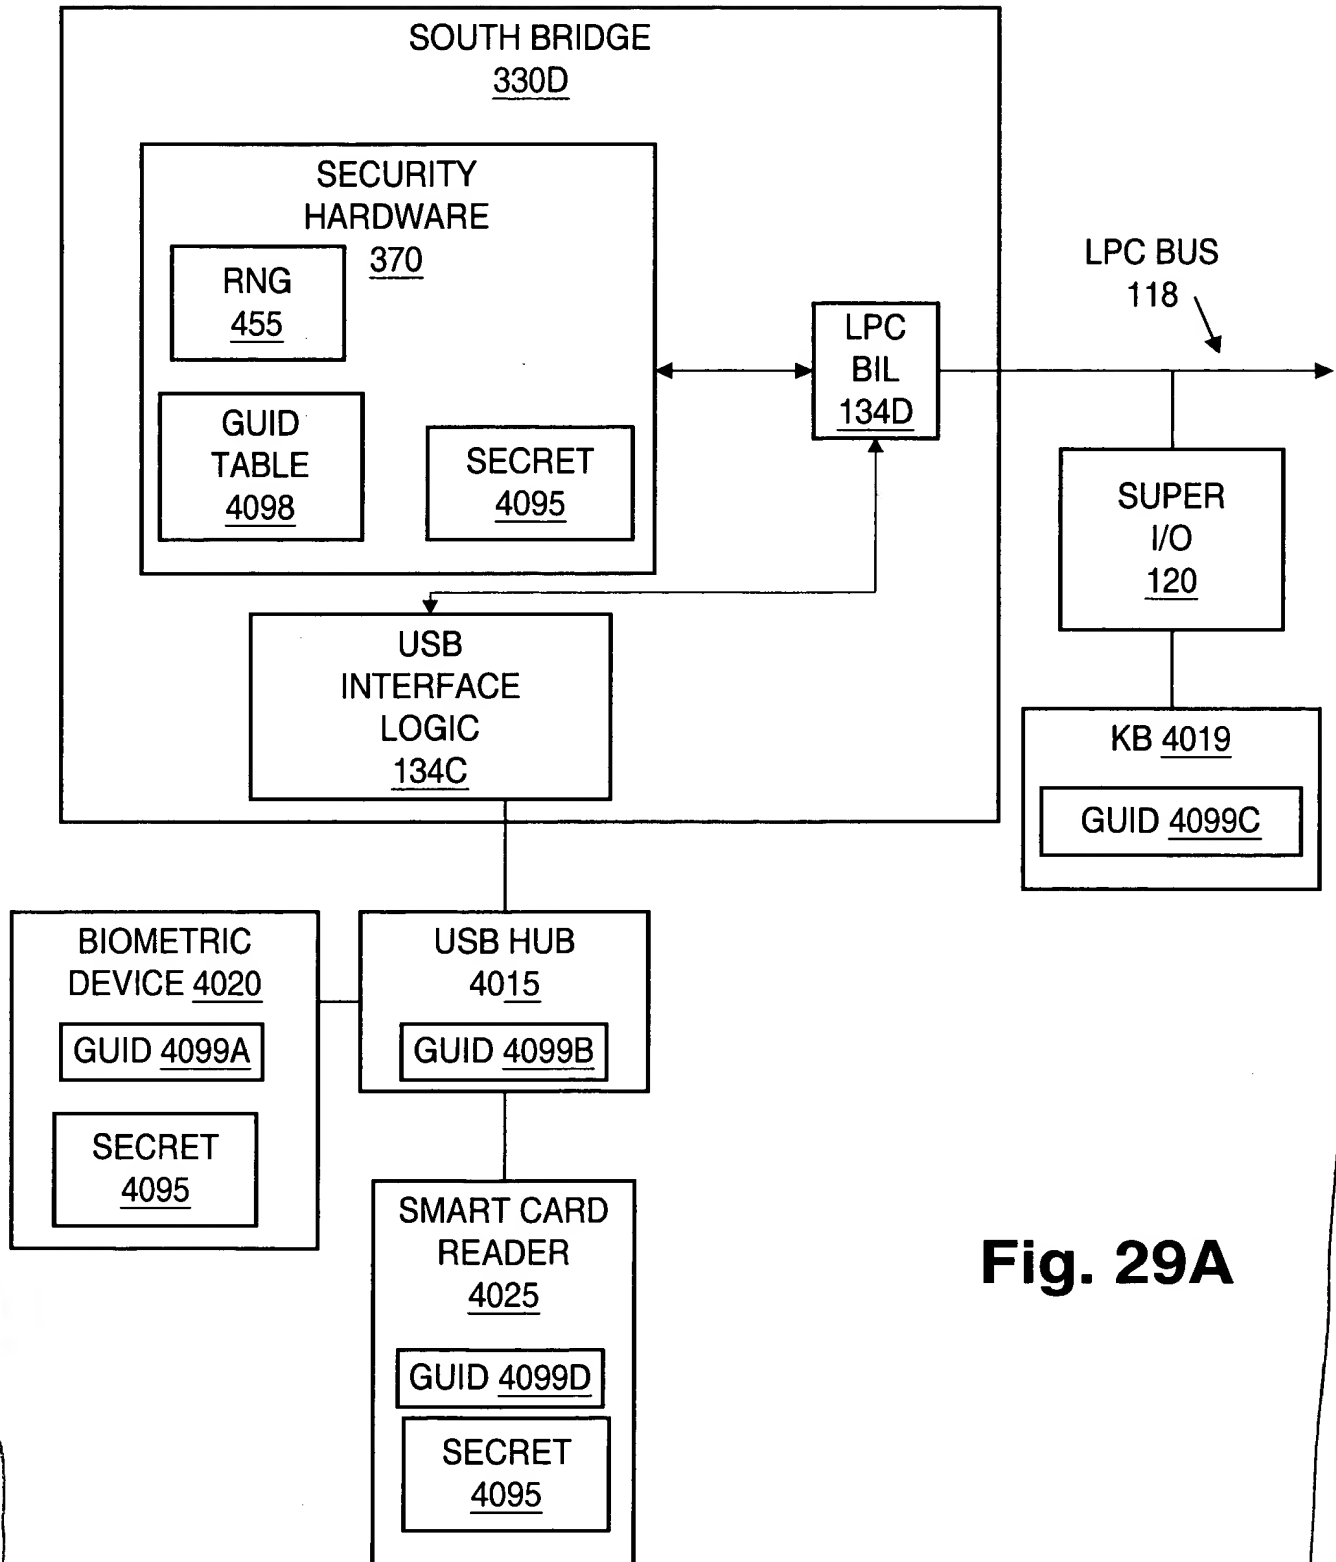 SOUTH BRIDGE
330D
SECURITY
HARDWARE
370
RNG
455
GUID
TABLE
4098
SECRET
4095
LPC
BIL
134D
LPC BUS
118
SUPER
I/O
120
KB 4019
GUID 4099C
USB
INTERFACE
LOGIC
134C
BIOMETRIC
DEVICE 4020
GUID 4099A
SECRET
4095
USB HUB
4015
GUID 4099B
SMART CARD
READER
4025
GUID 4099D
SECRET
4095
Fig. 29A